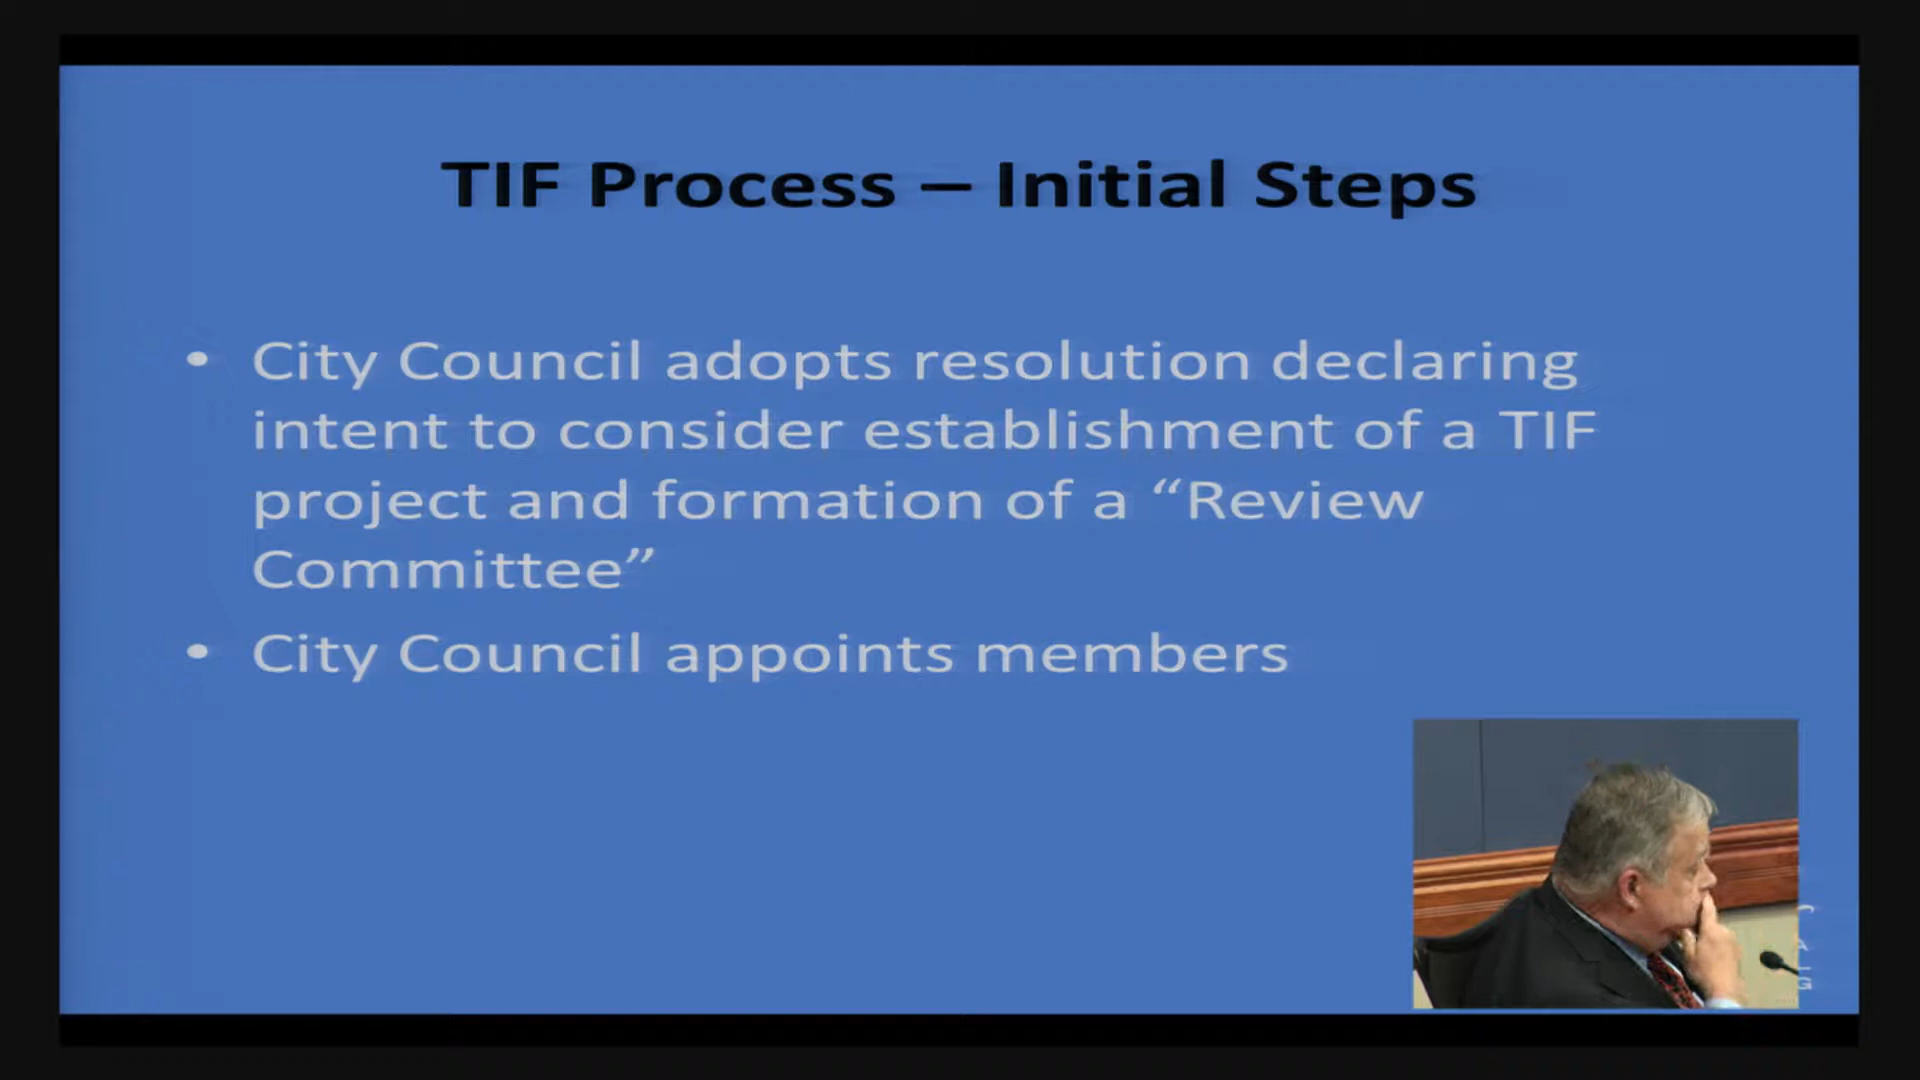 TIF Process – Initial Steps
• City Council adopts resolution declaring
intent to consider establishment of a TIF
project and formation of a “Review
Committee”
• City Council appoints members